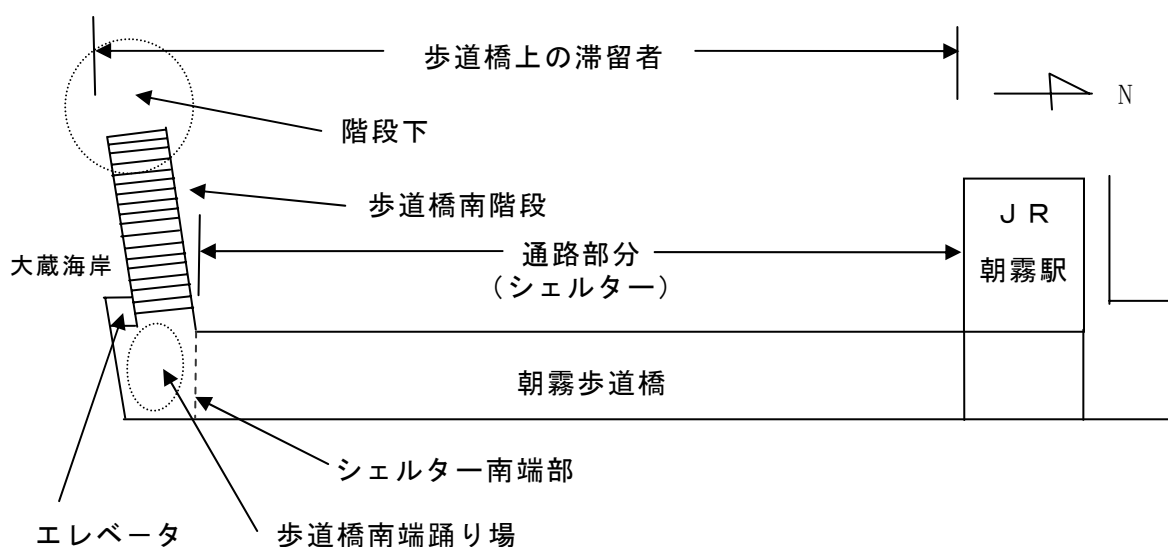 歩道橋上の滞留者
N
階段下
歩道橋南階段
ＪＲ
朝霧駅
大蔵海岸
通路部分
（シェルター）
朝霧歩道橋
シェルター南端部
エレベータ
歩道橋南端踊り場